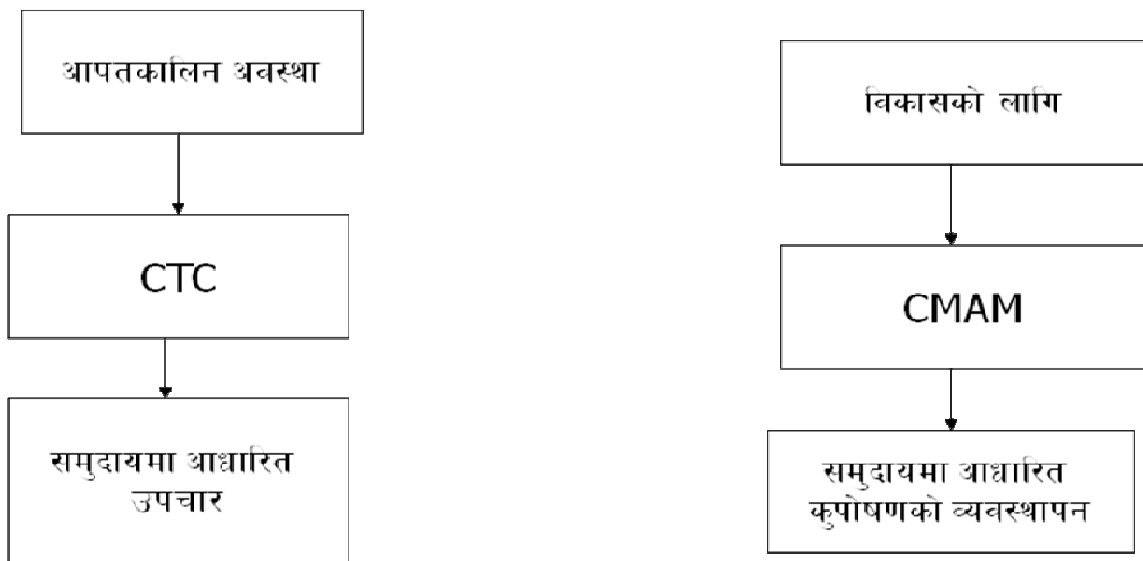 आपतकालिन अवस्था
CTC
समुदायमा आधारित
उपचार
विकासको लागि
CMAM
समुदायमा आधारित
कुपोषणको व्यवस्थापन